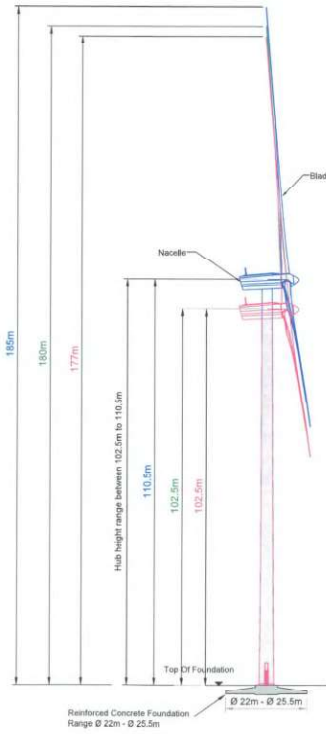 Blad
Nacelle
185m
180m
177m
Hub height range between 102.5m to 110.5m
110.5m
102.5m
102.5m
Top Of Foundation
Ø 22m - Ø 25.5m
Reinforced Concrete Foundation
Range Ø 22m - Ø 25.5m